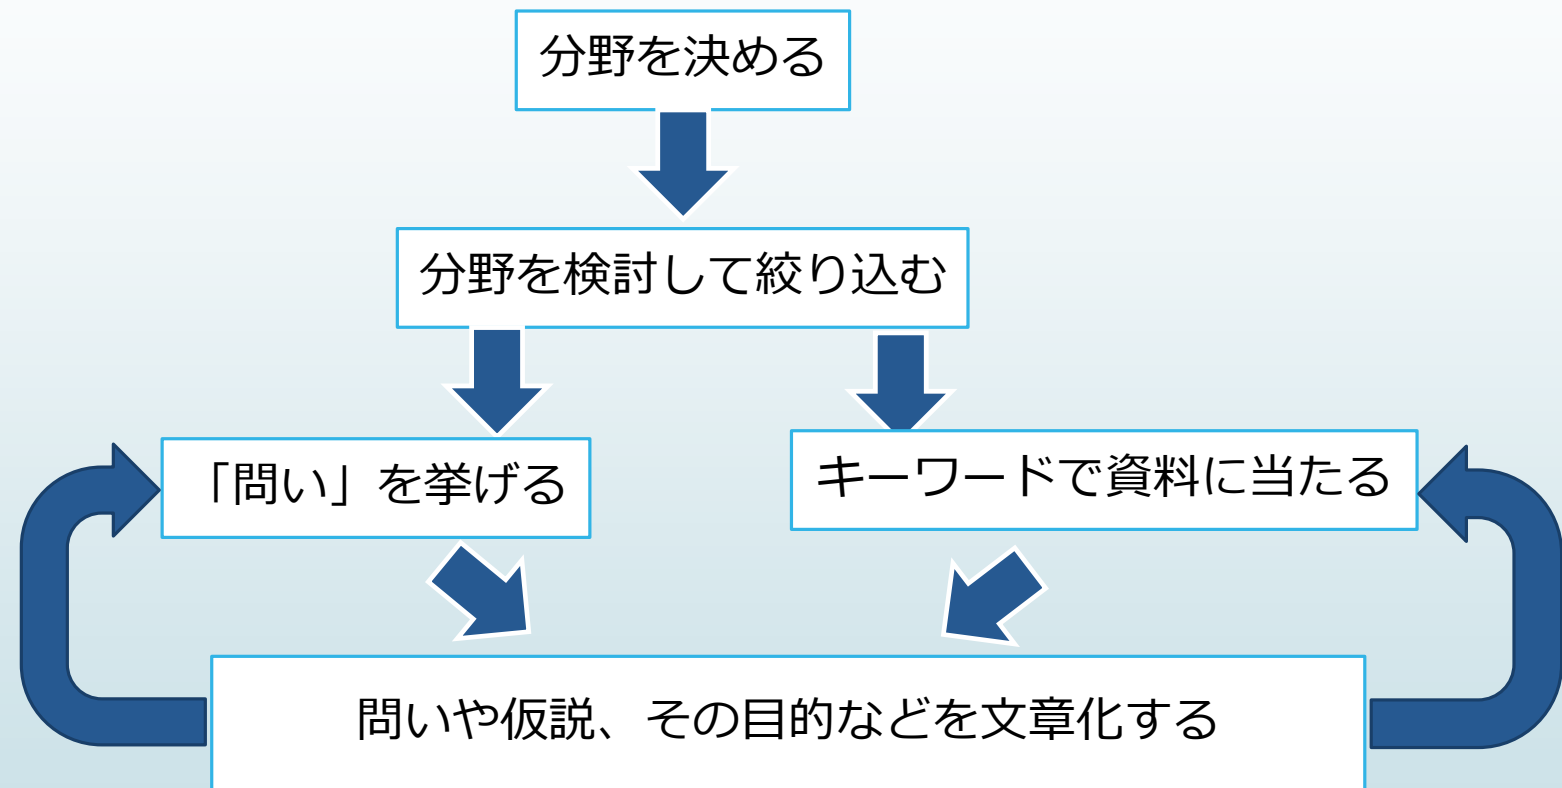 分野を決める
分野を検討して絞り込む
「問い」を挙げる
キーワードで資料に当たる
問いや仮説、その目的などを文章化する